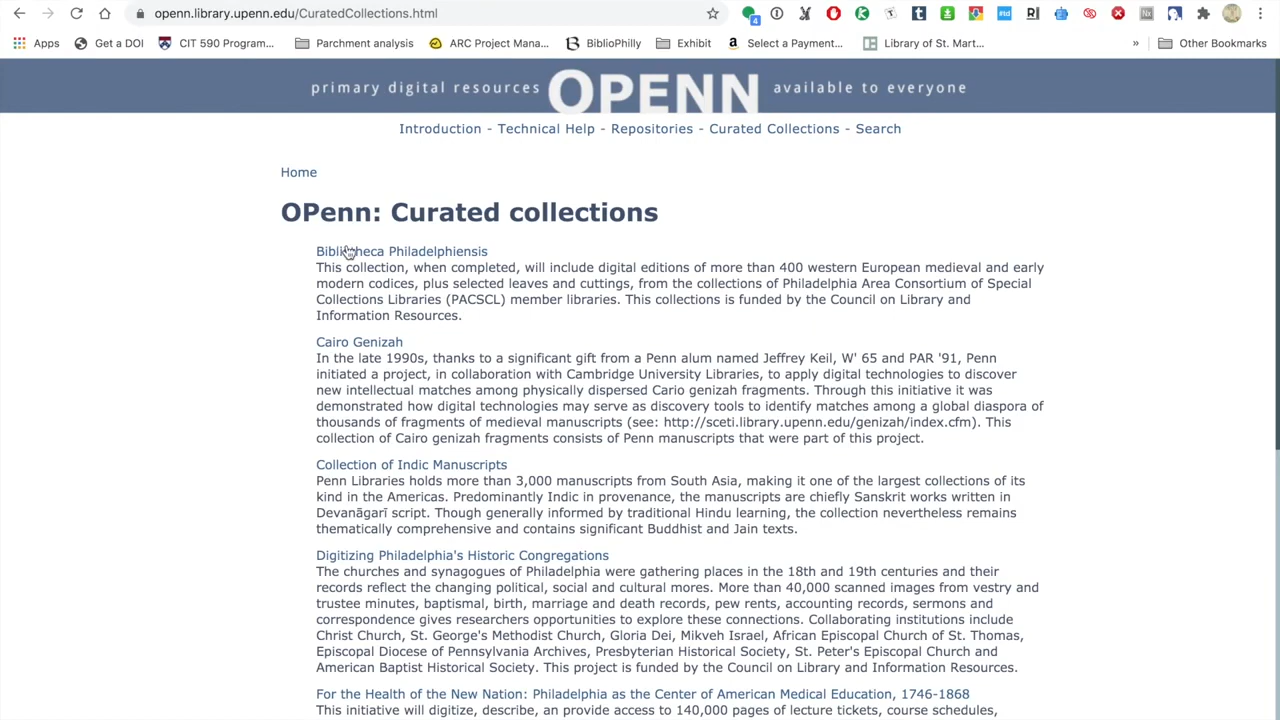 openn.library.upenn.edu/CuratedCollections.html
4
Apps Get a DOI CIT 590 Program... Parchment analysis ARC Project Mana... BiblioPhilly Exhibit Select a Payment... Library of St. Mart... » Other Bookmarks
primary digital resources OPENN available to everyone
Introduction - Technical Help - Repositories - Curated Collections - Search
Home
OPenn: Curated collections
Bibliotheca Philadelphiensis
This collection, when completed, will include digital editions of more than 400 western European medieval and early
modern codices, plus selected leaves and cuttings, from the collections of Philadelphia Area Consortium of Special
Collections Libraries (PACSCL) member libraries. This collections is funded by the Council on Library and
Information Resources.
Cairo Genizah
In the late 1990s, thanks to a significant gift from a Penn alum named Jeffrey Keil, W' 65 and PAR '91, Penn
initiated a project, in collaboration with Cambridge University Libraries, to apply digital technologies to discover
new intellectual matches among physically dispersed Cario genizah fragments. Through this initiative it was
demonstrated how digital technologies may serve as discovery tools to identify matches among a global diaspora of
thousands of fragments of medieval manuscripts (see: http://sceti.library.upenn.edu/genizah/index.cfm). This
collection of Cairo genizah fragments consists of Penn manuscripts that were part of this project.
Collection of Indic Manuscripts
Penn Libraries holds more than 3,000 manuscripts from South Asia, making it one of the largest collections of its
kind in the Americas. Predominantly Indic in provenance, the manuscripts are chiefly Sanskrit works written in
Devanāgarī script. Though generally informed by traditional Hindu learning, the collection nevertheless remains
thematically comprehensive and contains significant Buddhist and Jain texts.
Digitizing Philadelphia's Historic Congregations
The churches and synagogues of Philadelphia were gathering places in the 18th and 19th centuries and their
records reflect the changing political, social and cultural mores. More than 40,000 scanned images from vestry and
trustee minutes, baptismal, birth, marriage and death records, pew rents, accounting records, sermons and
correspondence gives researchers opportunities to explore these connections. Collaborating institutions include
Christ Church, St. George's Methodist Church, Gloria Dei, Mikveh Israel, African Episcopal Church of St. Thomas,
Episcopal Diocese of Pennsylvania Archives, Presbyterian Historical Society, St. Peter's Episcopal Church and
American Baptist Historical Society. This project is funded by the Council on Library and Information Resources.
For the Health of the New Nation: Philadelphia as the Center of American Medical Education, 1746-1868
This initiative will digitize, describe, an provide access to 140,000 pages of lecture tickets, course schedules,